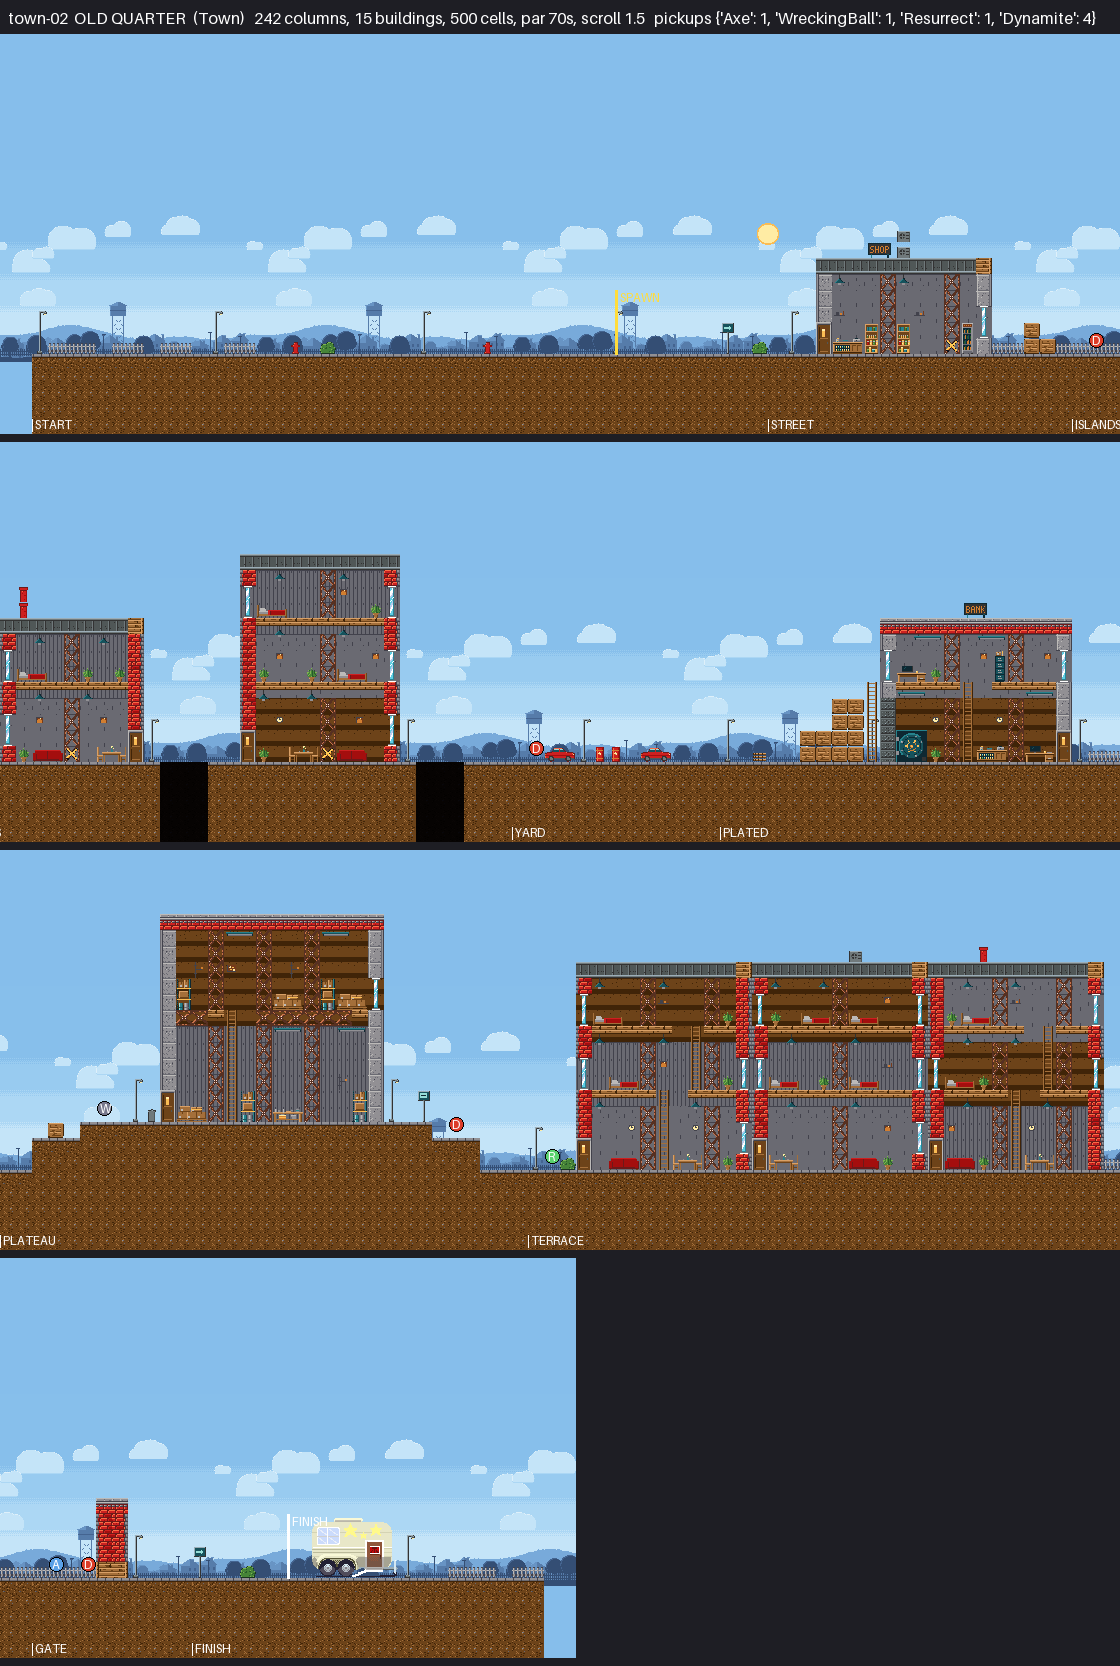 town-02 OLD QUARTER (Town) 242 columns, 15 buildings, 500 cells, par 70s, scroll 1.5 pickups {'Axe': 1, 'WreckingBall': 1, 'Resurrect': 1, 'Dynamite': 4}
SHOP
D
|START
|STREET
|ISLANDS
BANK
D
|YARD
|PLATED
W
D
R
|PLATEAU
|TERRACE
FINISH
A
D
|GATE
|FINISH